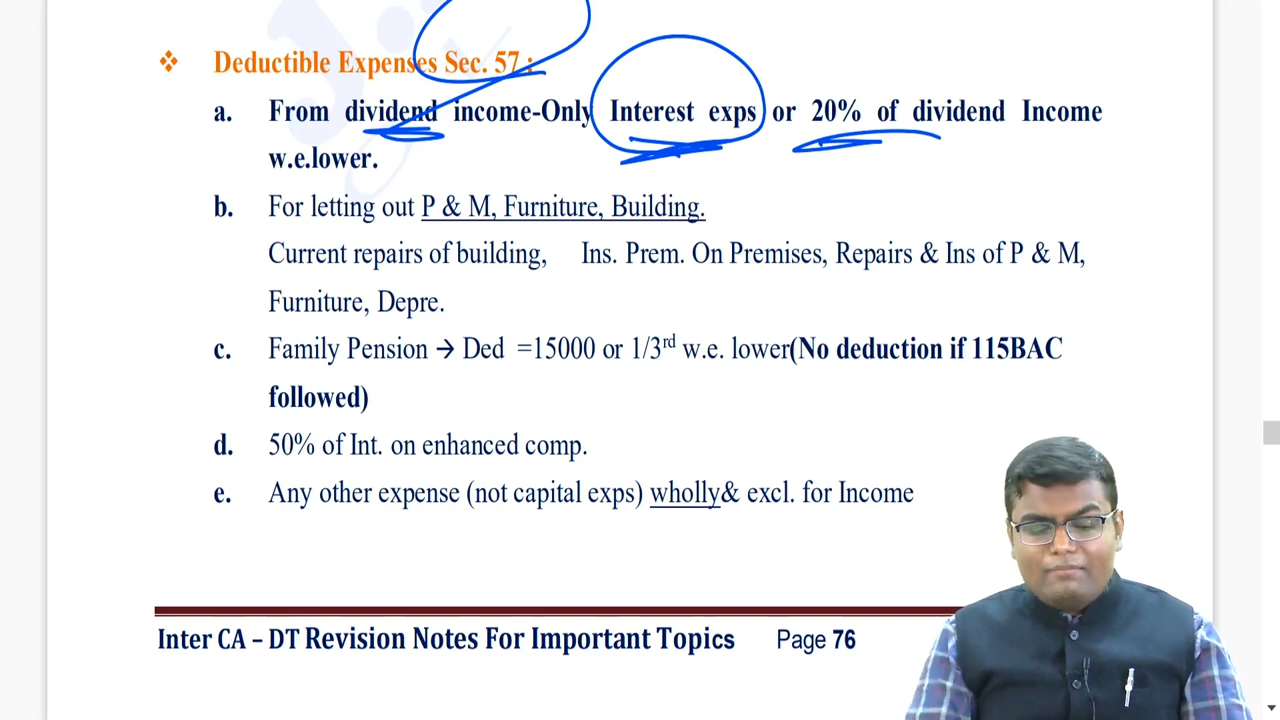 ❖ Deductible Expenses Sec. 57 :
a. From dividend income-Only Interest exps or 20% of dividend Income
w.e.lower.
b. For letting out P & M, Furniture, Building.
Current repairs of building, Ins. Prem. On Premises, Repairs & Ins of P & M,
Furniture, Depre.
c. Family Pension → Ded =15000 or 1/3rd w.e. lower(No deduction if 115BAC
followed)
d. 50% of Int. on enhanced comp.
e. Any other expense (not capital exps) wholly& excl. for Income
Inter CA – DT Revision Notes For Important Topics Page 76